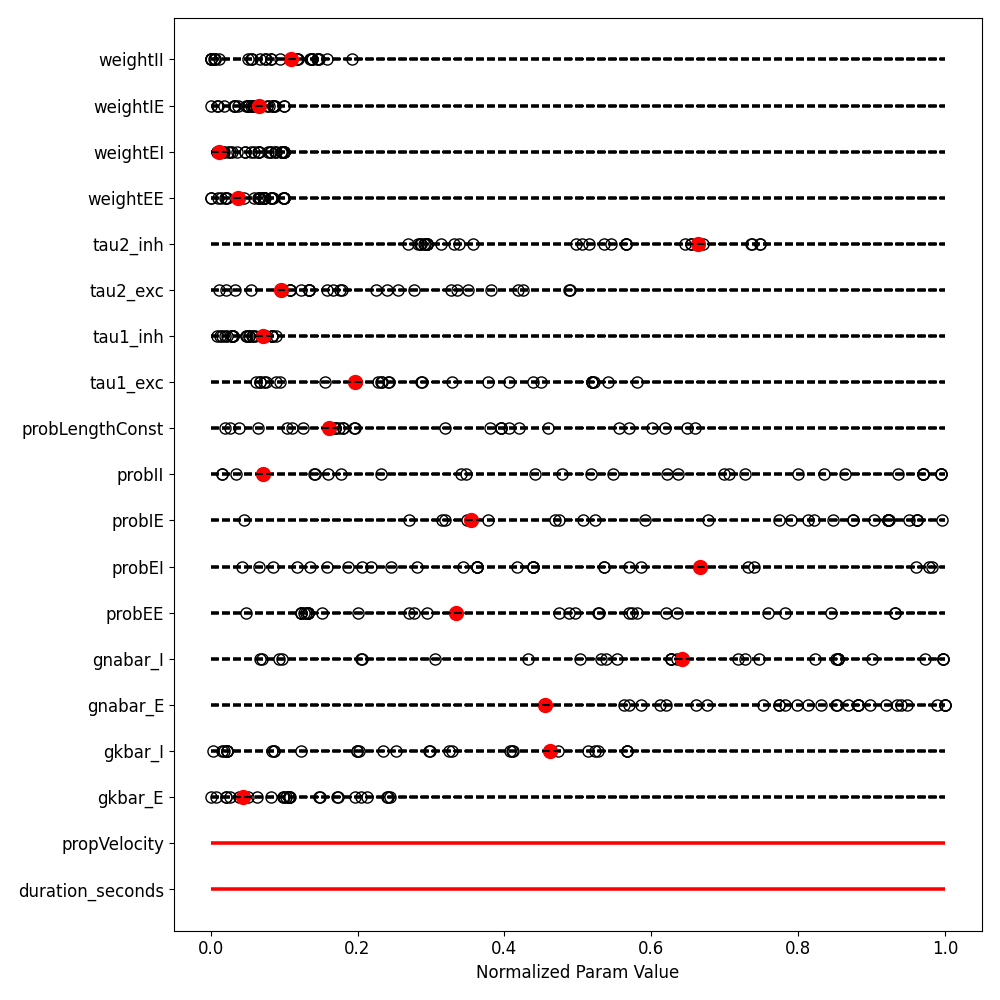 weightII
weightIE
weightEI
weightEE
tau2_inh
tau2_exc
tau1_inh
tau1_exc
probLengthConst
probII
probIE
probEI
probEE
gnabar_I
gnabar_E
gkbar_I
gkbar_E
propVelocity
duration_seconds
0.0 0.2 0.4 0.6 0.8 1.0
Normalized Param Value